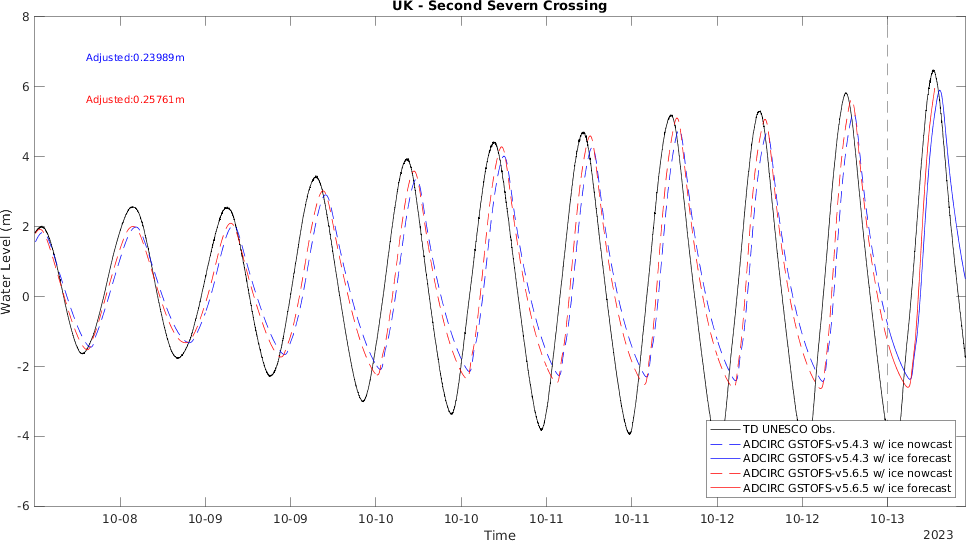 UK - Second Severn Crossing
Adjusted:0.23989m
Adjusted:0.25761m
Water Level (m)
8
6
4
2
0
-2
-4
-6
TD UNESCO Obs.
ADCIRC GSTOFS-v5.4.3 w/ ice nowcast
ADCIRC GSTOFS-v5.4.3 w/ ice forecast
ADCIRC GSTOFS-v5.6.5 w/ ice nowcast
ADCIRC GSTOFS-v5.6.5 w/ ice forecast
10-08 10-09 10-09 10-10 10-10 10-11 10-11 10-12 10-12 10-13
Time
2023